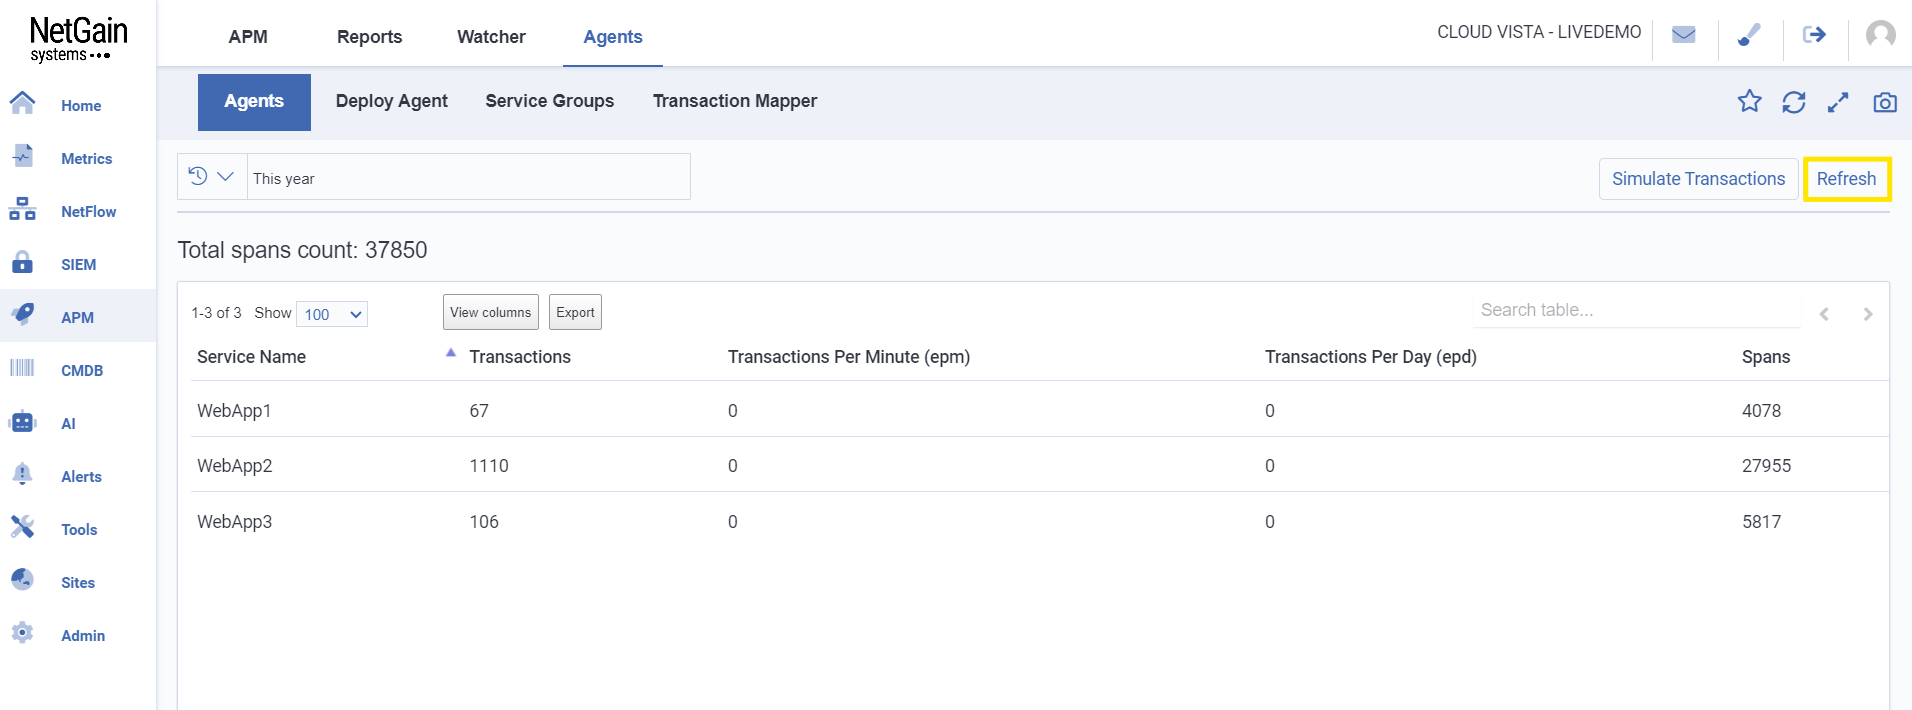 NetGain
systems
APM Reports Watcher Agents
CLOUD VISTA - LIVEDEMO
Home
Metrics
NetFlow
SIEM
APM
CMDB
AI
Alerts
Tools
Sites
Admin
Agents Deploy Agent Service Groups Transaction Mapper
This year
Simulate Transactions Refresh
Total spans count: 37850
1-3 of 3 Show 100 View columns Export Search table...
Service Name Transactions Transactions Per Minute (epm) Transactions Per Day (epd) Spans
WebApp1 67 0 0 4078
WebApp2 1110 0 0 27955
WebApp3 106 0 0 5817